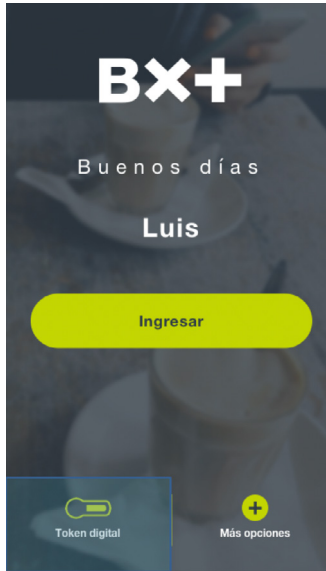 BX+
Buenos días
Luis
Ingresar
Token digital
Más opciones